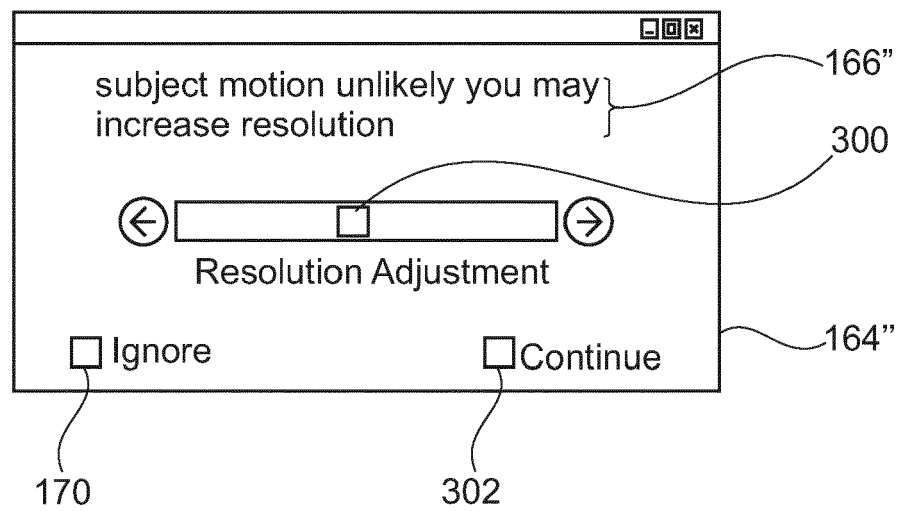 166”
subject motion unlikely you may
increase resolution
300
Resolution Adjustment
164”
Ignore
Continue
170
302